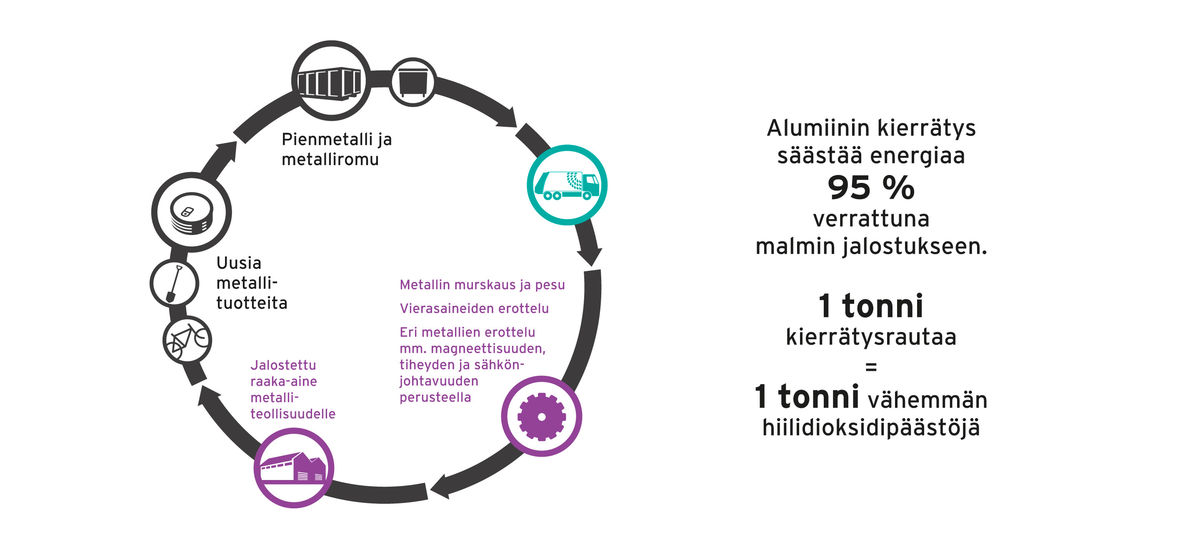 Pienmetalli ja
metalliromu
Uusia
metalli-
tuotteita
Metallin murskaus ja pesu
Vierasaineiden erottelu
Eri metallien erottelu
mm. magneettisuuden,
tiheyden ja sähkön-
johtavuuden
perusteella
Jalostettu
raaka-aine
metalli-
teollisuudelle
Alumiinin kierrätys
säästää energiaa
95 %
verrattuna
malmin jalostukseen.
1 tonni
kierrätysrautaa
=
1 tonni vähemmän
hiilidioksidipäästöjä